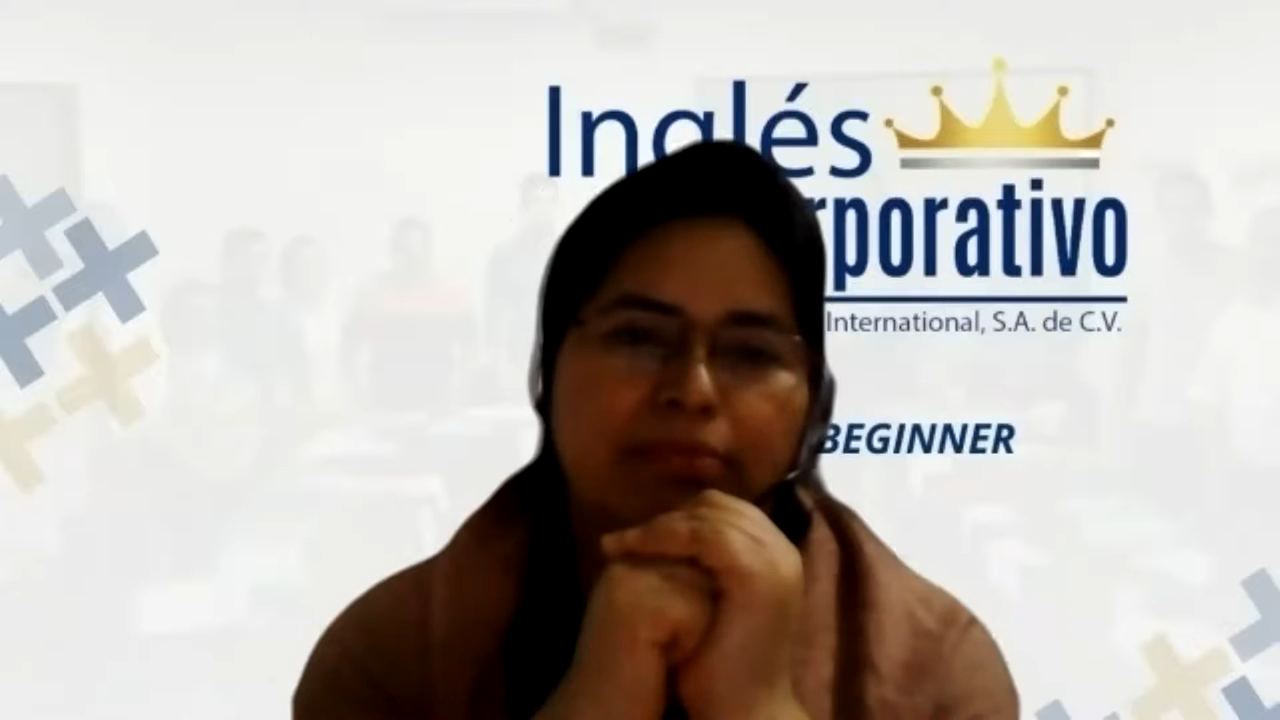 Inglés
rporativo
International, S.A. de C.V.
BEGINNER